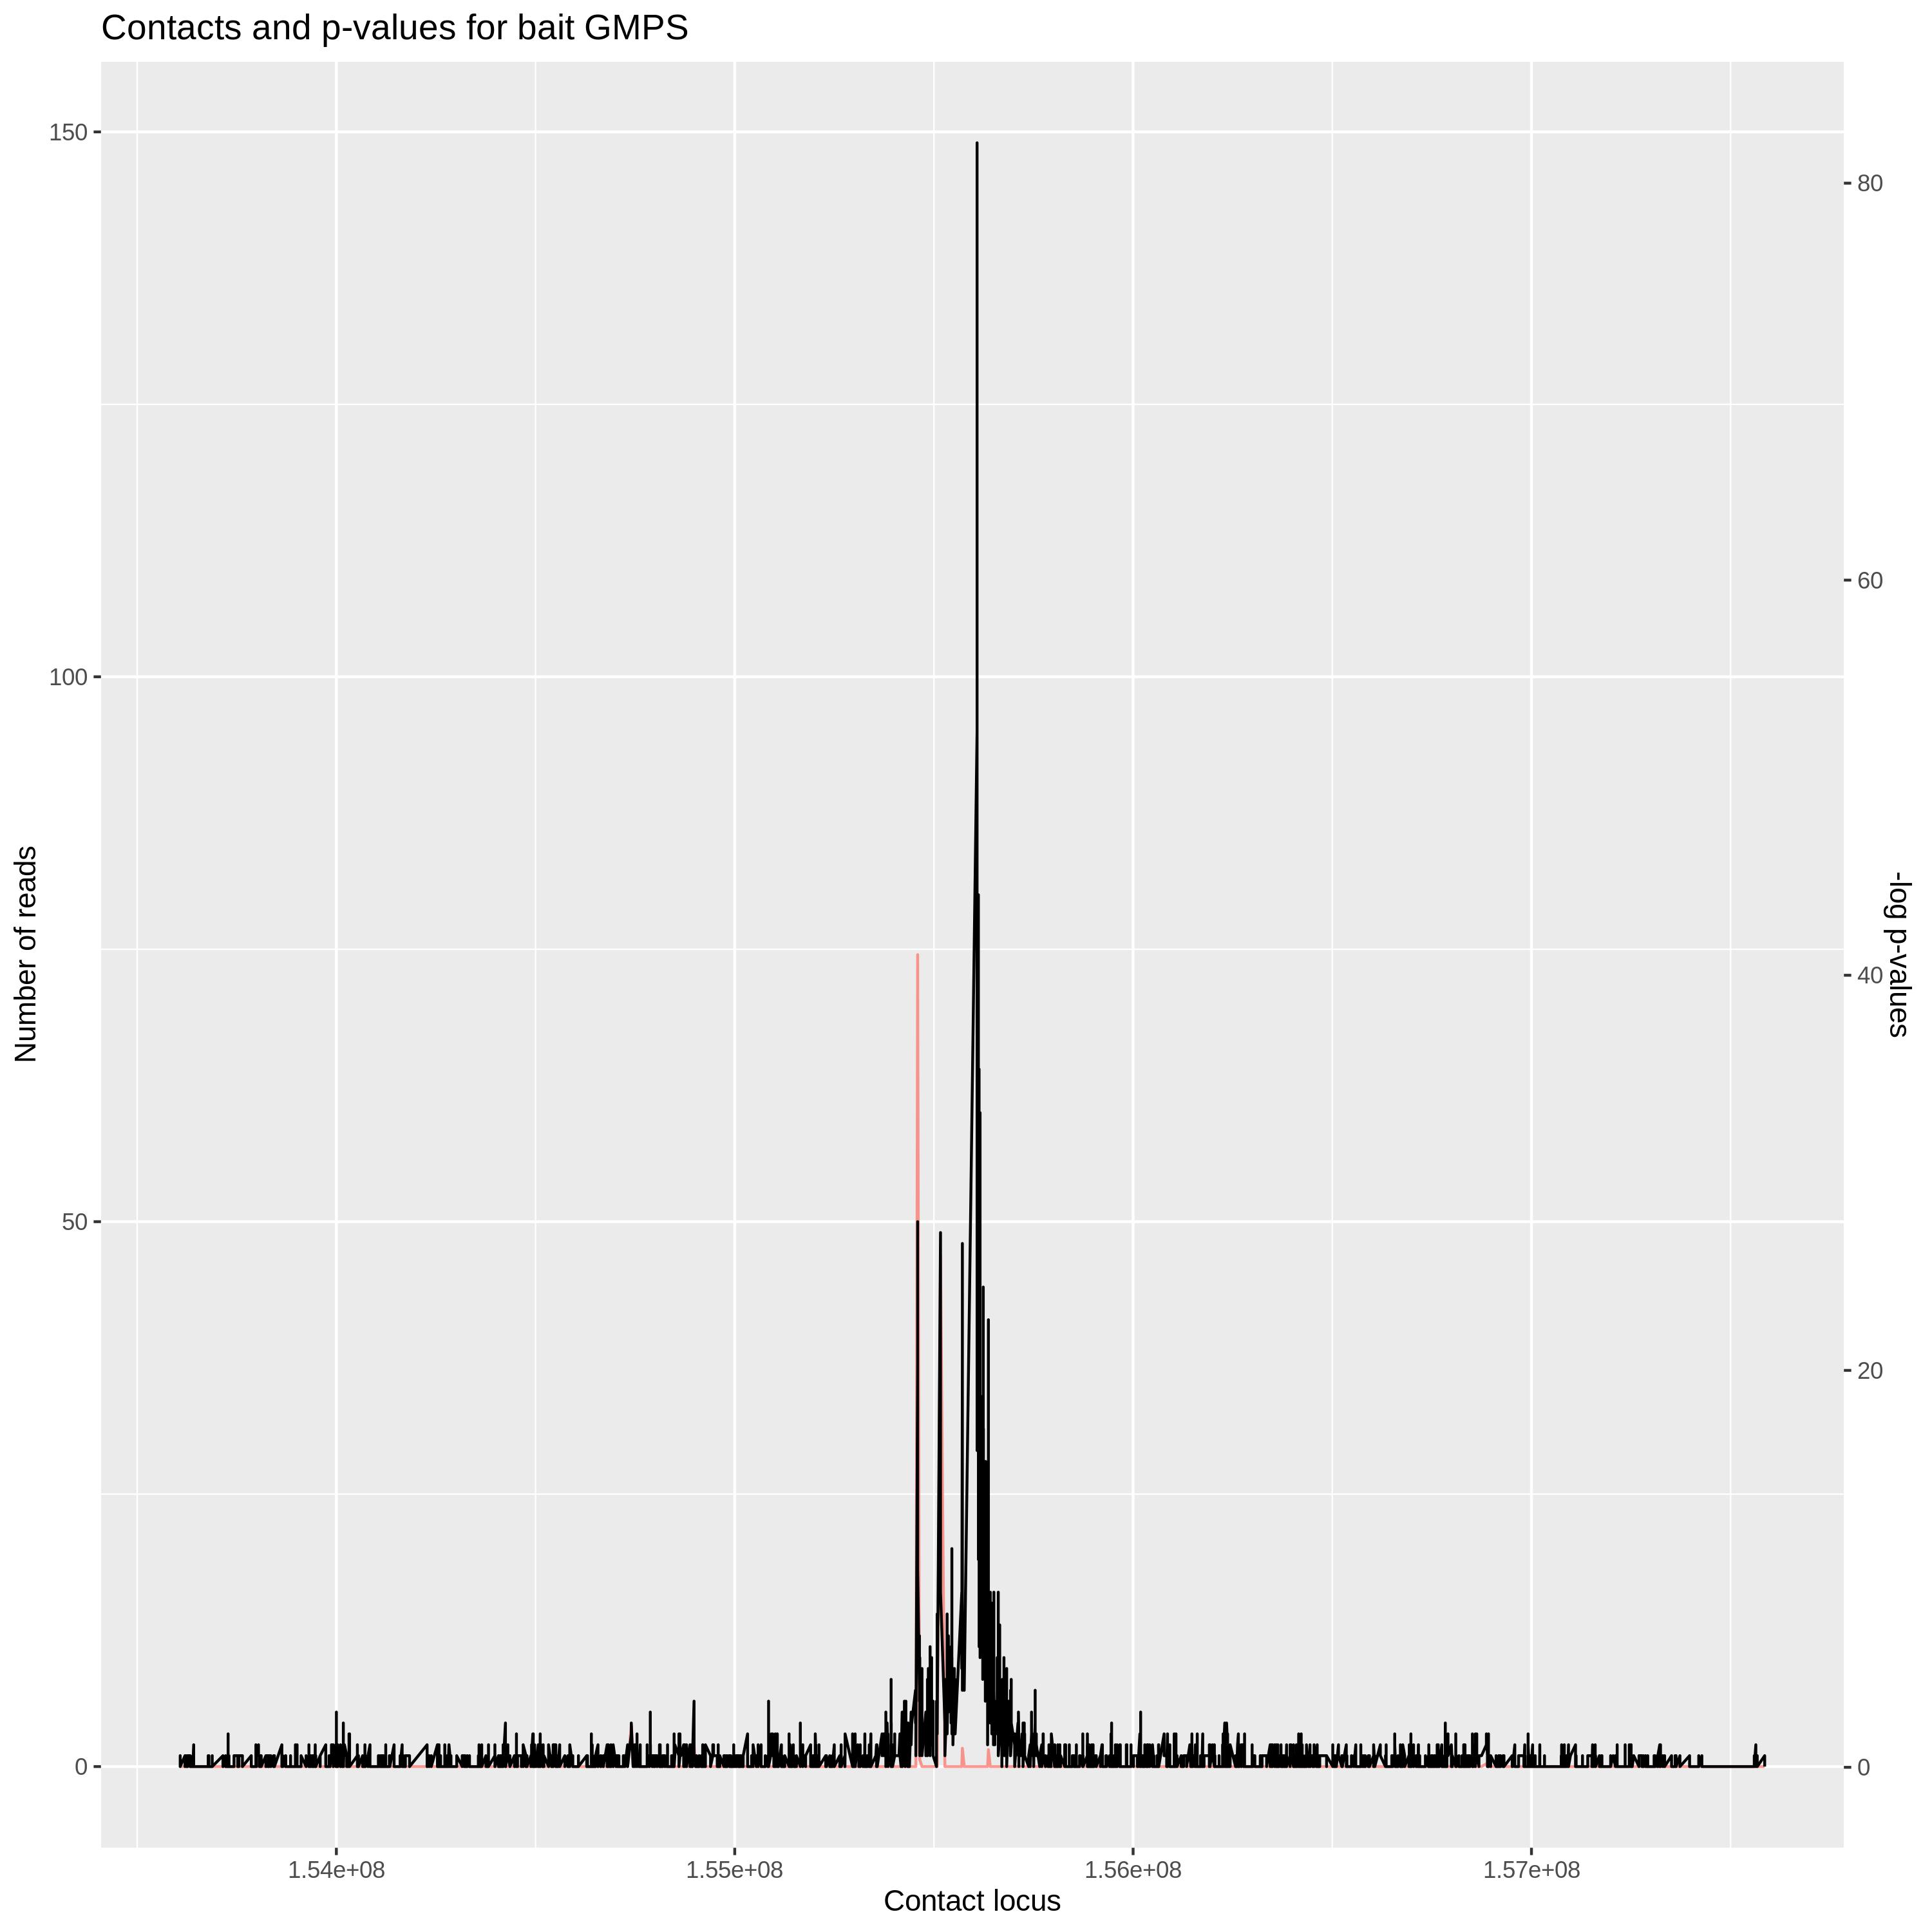 Contacts and p-values for bait GMPS
150
100
50
0
Number of reads
80
60
40
20
0
-log p-values
1.54e+08
1.55e+08
1.56e+08
1.57e+08
Contact locus